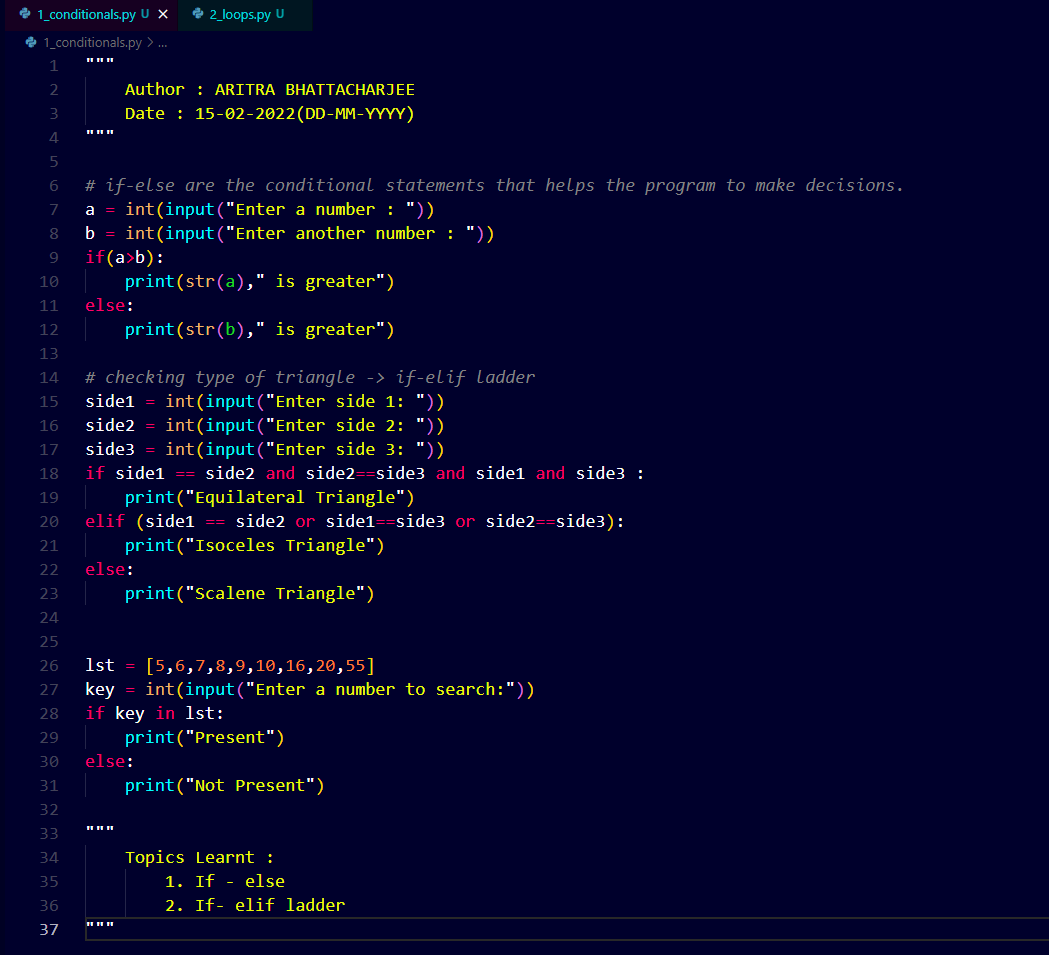 1_conditionals.py U ✕ 2_loops.py U
1_conditionals.py > ...
1 """
2     Author : ARITRA BHATTACHARJEE
3     Date : 15-02-2022(DD-MM-YYYY)
4 """
5
6 # if-else are the conditional statements that helps the program to make decisions.
7 a = int(input("Enter a number : "))
8 b = int(input("Enter another number : "))
9 if(a>b):
10     print(str(a)," is greater")
11 else:
12     print(str(b)," is greater")
13
14 # checking type of triangle -> if-elif ladder
15 side1 = int(input("Enter side 1: "))
16 side2 = int(input("Enter side 2: "))
17 side3 = int(input("Enter side 3: "))
18 if side1 == side2 and side2==side3 and side1 and side3 :
19     print("Equilateral Triangle")
20 elif (side1 == side2 or side1==side3 or side2==side3):
21     print("Isoceles Triangle")
22 else:
23     print("Scalene Triangle")
24
25
26 lst = [5,6,7,8,9,10,16,20,55]
27 key = int(input("Enter a number to search:"))
28 if key in lst:
29     print("Present")
30 else:
31     print("Not Present")
32
33 """
34     Topics Learnt :
35         1. If - else
36         2. If- elif ladder
37 """